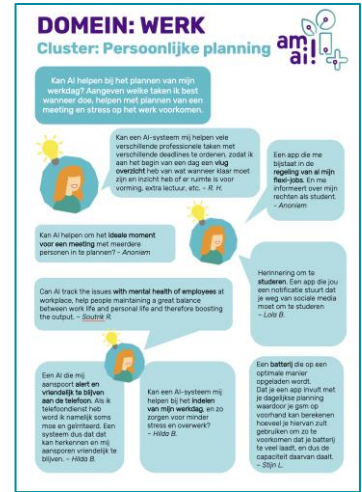 DOMEIN: WERK
Cluster: Persoonlijke planning
am
ai!
Kan AI helpen bij het plannen van mijn
werkdag? Aangeven welke taken ik best
wanneer doe, helpen met plannen van een
meeting en stress op het werk voorkomen.
Kan een AI-systeem mij helpen vele
verschillende professionele taken met
verschillende deadlines te ordenen, zodat ik
aan het begin van een dag een vlug
overzicht heb van wat wanneer klaar moet
zijn en inzicht heb of er ruimte is voor
vorming, extra lectuur, etc. – R. H.
Een app die me
bijstaat in de
regeling van al mijn
flexi-jobs. En me
informeert over mijn
rechten als student.
- Anoniem
Kan AI helpen om het ideale moment
voor een meeting met meerdere
personen in te plannen? - Anoniem
Can AI track the issues with mental health of employees at
workplace, help people maintaining a great balance
between work life and personal life and therefore boosting
the output. – Soutrik R.
Herinnering om te
studeren. Een app die jou
een notificatie stuurt dat
je weg van sociale media
moet om te studeren
– Lola B.
Een AI die mij
aanspoort alert en
vriendelijk te blijven
aan de telefoon. Als ik
telefoondienst heb
word ik namelijk soms
moe en geïrriteerd. Een
systeem dus dat dat
kan herkennen en mij
aansporen vriendelijk te
blijven. – Hilda B.
Kan een AI-systeem mij
helpen bij het indelen
van mijn werkdag, en zo
zorgen voor minder
stress en overwerk?
– Hilda B.
Een batterij die op een
optimale manier
opgeladen wordt.
Dat je een app invult met
je dagelijkse planning
waardoor je gsm op
voorhand kan berekenen
hoeveel je hiervan zult
gebruiken om zo te
voorkomen dat je batterij
te veel laadt, en dus de
capaciteit daarvan daalt.
– Stijn L.